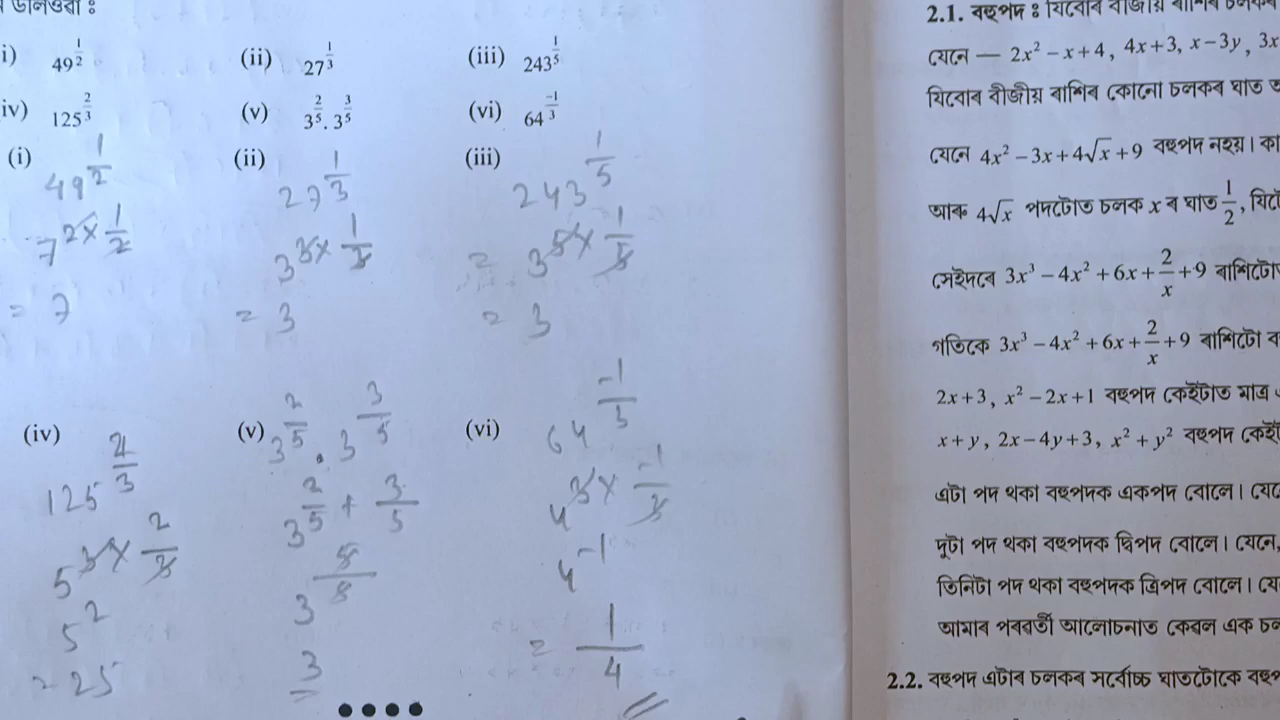 i) 49^{1/2} (ii) 27^{1/3} (iii) 243^{1/5}
iv) 125^{2/3} (v) 3^{2/5}.3^{3/5} (vi) 64^{-1/3}
(i) 49^{1/2}
7^{2×1/2}
= 7
(ii) 27^{1/3}
3^{3×1/3}
= 3
(iii) 243^{1/5}
= 3^{5×1/5}
= 3
(iv) 125^{2/3}
5^{3×2/3}
5^2
= 25
(v) 3^{2/5}.3^{3/5}
3^{2/5 + 3/5}
3^{5/5}
3
(vi) 64^{-1/3}
4^{3×-1/3}
4^{-1}
= 1/4
2.1. বহুপদ ঃ যিবোৰ বীজীয় ৰাশিৰ চলকৰ
যেনে — 2x² − x + 4, 4x + 3, x − 3y, 3x
যিবোৰ বীজীয় ৰাশিৰ কোনো চলকৰ ঘাত
যেনে 4x² − 3x + 4√x + 9 বহুপদ নহয়।
আৰু 4√x পদটোত চলক x ৰ ঘাত 1/2,
সেইদৰে 3x³ − 4x² + 6x + 2/x + 9 ৰাশিটো
গতিকে 3x³ − 4x² + 6x + 2/x + 9 ৰাশিটো
2x + 3, x² − 2x + 1 বহুপদ কেইটাত মাত্ৰ
x + y, 2x − 4y + 3, x² + y² বহুপদ
এটা পদ থকা বহুপদক একপদ বোলে।
দুটা পদ থকা বহুপদক দ্বিপদ বোলে। যেনে,
তিনিটা পদ থকা বহুপদক ত্ৰিপদ বোলে।
আমাৰ পৰৱৰ্তী আলোচনাত কেৱল এক
2.2. বহুপদ এটাৰ চলকৰ সৰ্বোচ্চ ঘাতটোকে